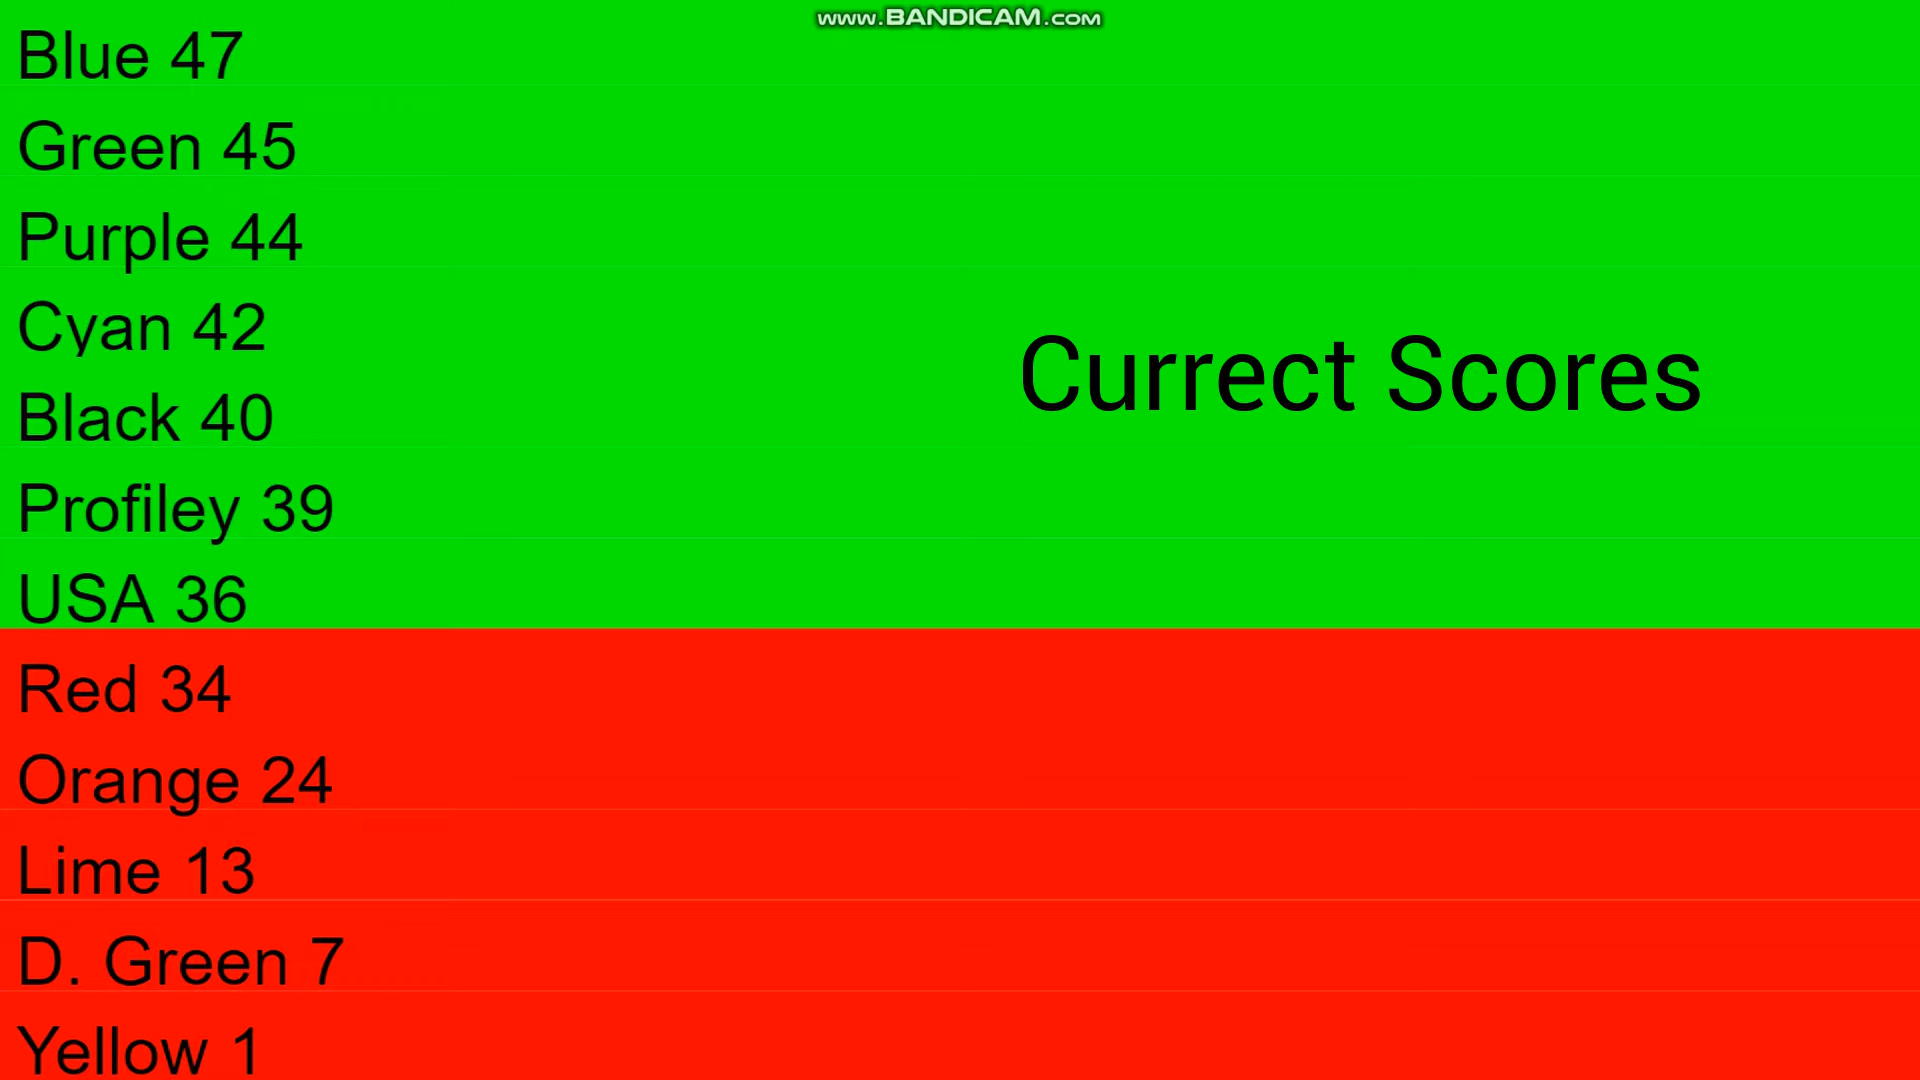 www.BANDICAM.com
Blue 47
Green 45
Purple 44
Cyan 42
Currect Scores
Black 40
Profiley 39
USA 36
Red 34
Orange 24
Lime 13
D. Green 7
Yellow 1